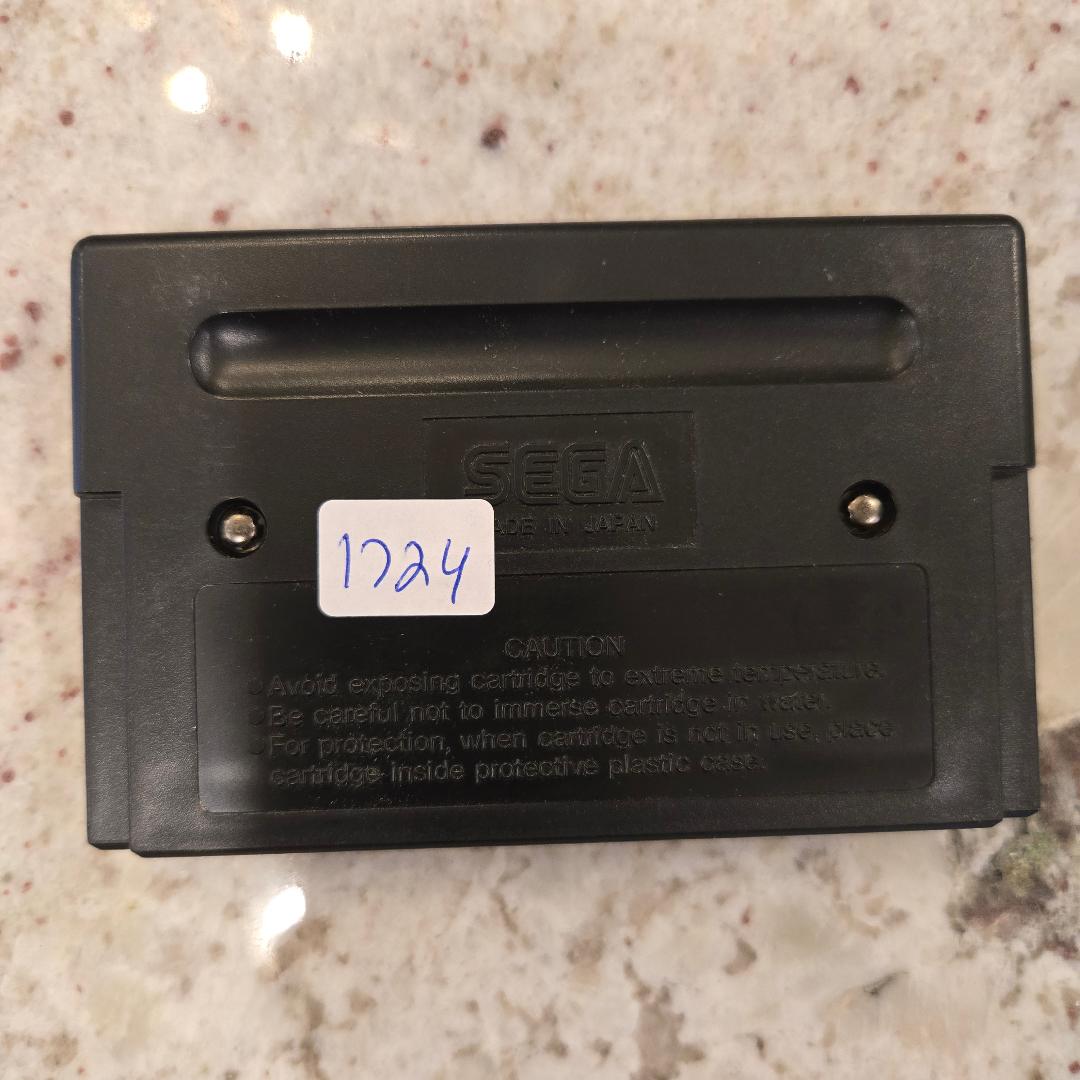 SEGA
ADE IN JAPAN
1724
CAUTION
Avoid exposing cartridge to extreme temperature.
Be careful not to immerse cartridge in water.
For protection, when cartridge is not in use, place
cartridge inside protective plastic case.